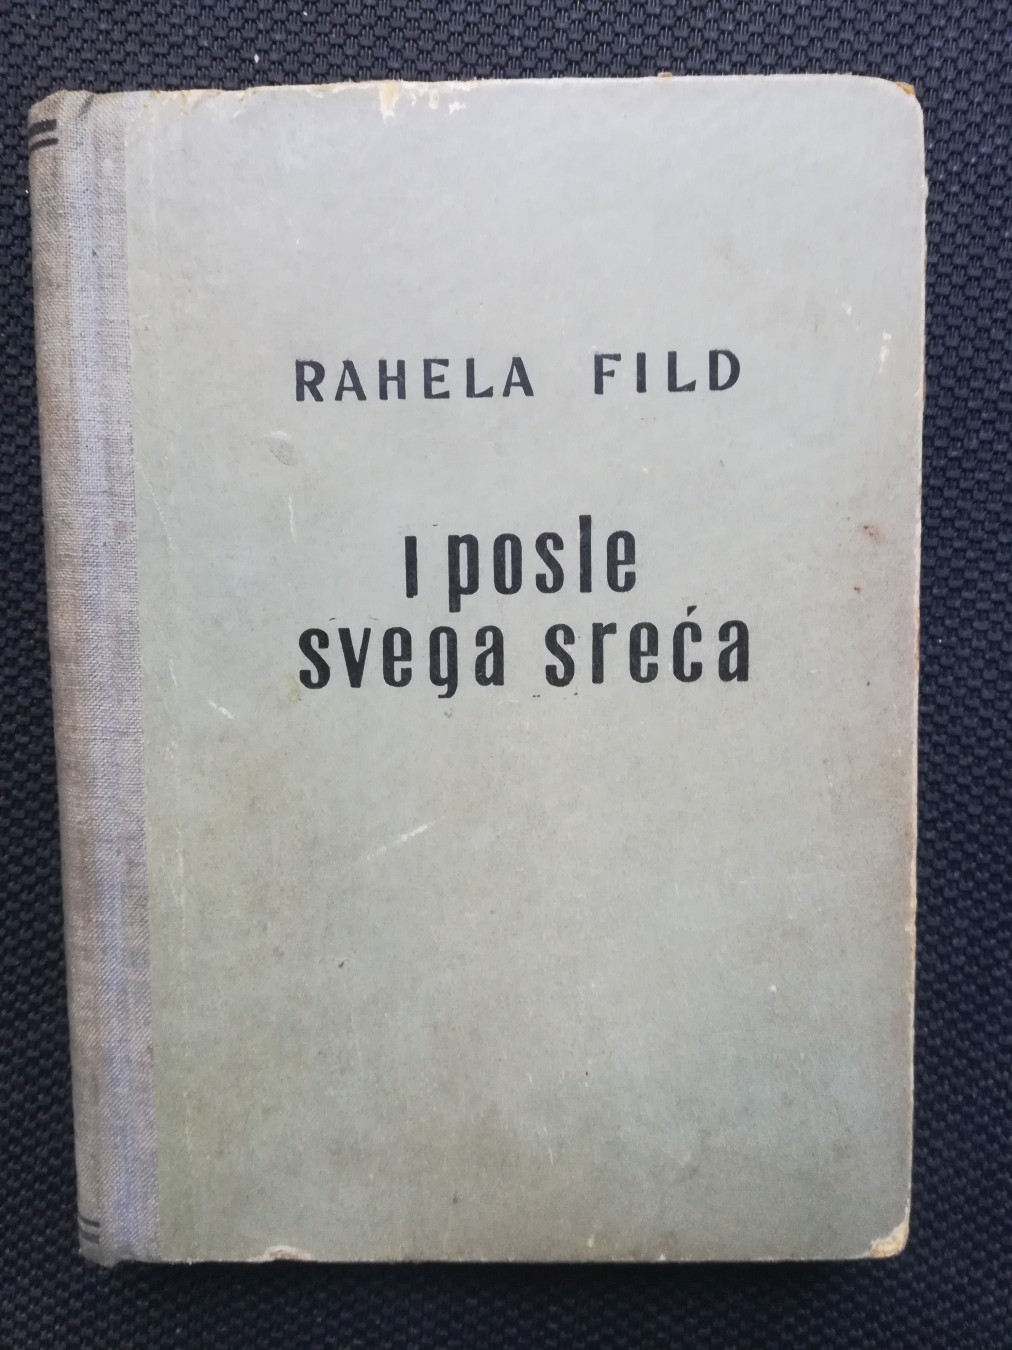 RAHELA FILD
i posle
svega sreća